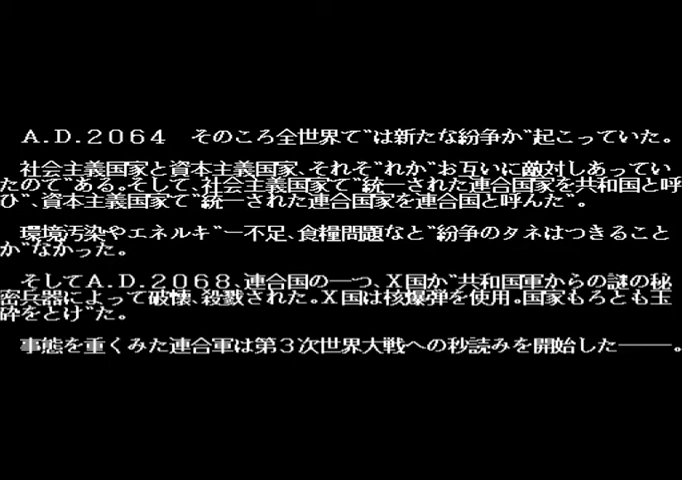 A.D.2064 そのころ全世界では新たな紛争が起こっていた。
社会主義国家と資本主義国家、それぞれがお互いに敵対しあってい
たのである。そして、社会主義国家で統一された連合国家を共和国と呼
び、資本主義国家で統一された連合国家を連合国と呼んだ。
環境汚染やエネルギー不足、食糧問題など紛争のタネはつきること
がなかった。
そしてA.D.2068、連合国の一つ、X国が共和国軍からの謎の秘
密兵器によって破壊、殺戮された。X国は核爆弾を使用。国家もろとも玉
砕をとげた。
事態を重くみた連合軍は第3次世界大戦への秒読みを開始した――。